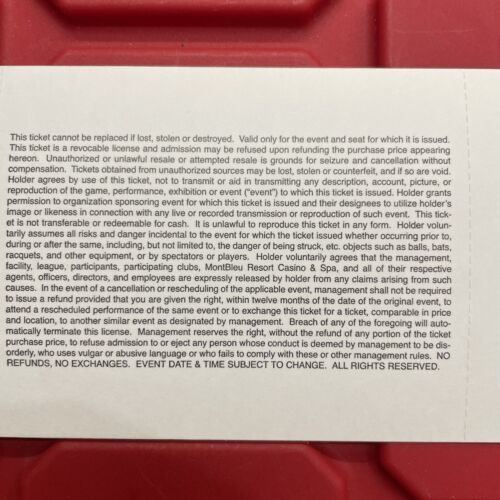 This ticket cannot be replaced if lost, stolen or destroyed. Valid only for the event and seat for which it is issued.
This ticket is a revocable license and admission may be refused upon refunding the purchase price appearing
hereon. Unauthorized or unlawful resale or attempted resale is grounds for seizure and cancellation without
compensation. Tickets obtained from unauthorized sources may be lost, stolen or counterfeit, and if so are void.
Holder agrees by use of this ticket, not to transmit or aid in transmitting any description, account, picture, or
reproduction of the game, performance, exhibition or event ("event") to which this ticket is issued. Holder grants
permission to organization sponsoring event for which this ticket is issued and their designees to utilize holder's
image or likeness in connection with any live or recorded transmission or reproduction of such event. This tick-
et is not transferable or redeemable for cash. It is unlawful to reproduce this ticket in any form. Holder volun-
tarily assumes all risks and danger incidental to the event for which the ticket issued whether occurring prior to,
during or after the same, including, but not limited to, the danger of being struck, etc. objects such as balls, bats,
racquets, and other equipment, or by spectators or players. Holder voluntarily agrees that the management,
facility, league, participants, participating clubs, MontBleu Resort Casino & Spa, and all of their respective
agents, officers, directors, and employees are expressly released by holder from any claims arising from such
causes. In the event of a cancellation or rescheduling of the applicable event, management shall not be required
to issue a refund provided that you are given the right, within twelve months of the date of the original event, to
attend a rescheduled performance of the same event or to exchange this ticket for a ticket, comparable in price
and location, to another similar event as designated by management. Breach of any of the foregoing will auto-
matically terminate this license. Management reserves the right, without the refund of any portion of the ticket
purchase price, to refuse admission to or eject any person whose conduct is deemed by management to be dis-
orderly, who uses vulgar or abusive language or who fails to comply with these or other management rules. NO
REFUNDS, NO EXCHANGES. EVENT DATE & TIME SUBJECT TO CHANGE. ALL RIGHTS RESERVED.